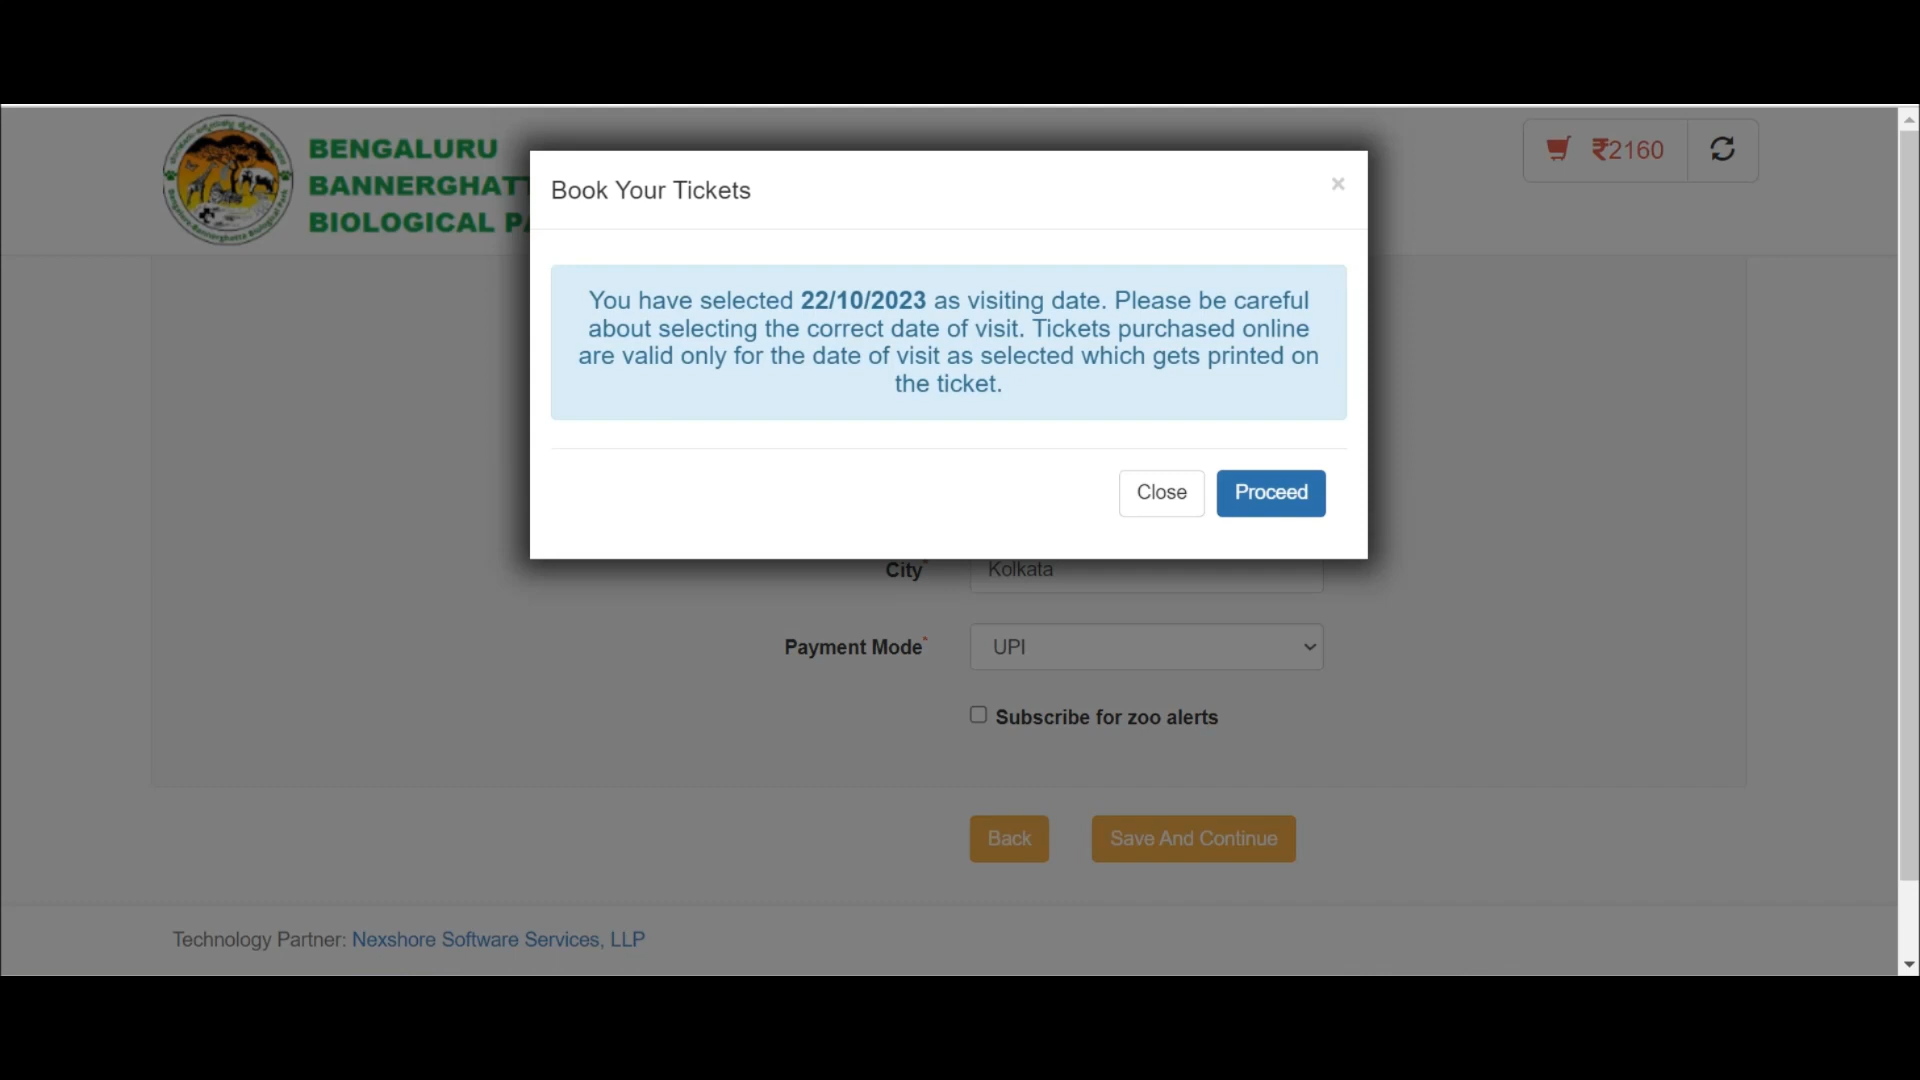 BENGALURU
BANNERGHATT
BIOLOGICAL PA
₹2160
Book Your Tickets
×
You have selected 22/10/2023 as visiting date. Please be careful
about selecting the correct date of visit. Tickets purchased online
are valid only for the date of visit as selected which gets printed on
the ticket.
Close Proceed
City* Kolkata
Payment Mode* UPI
Subscribe for zoo alerts
Back Save And Continue
Technology Partner: Nexshore Software Services, LLP